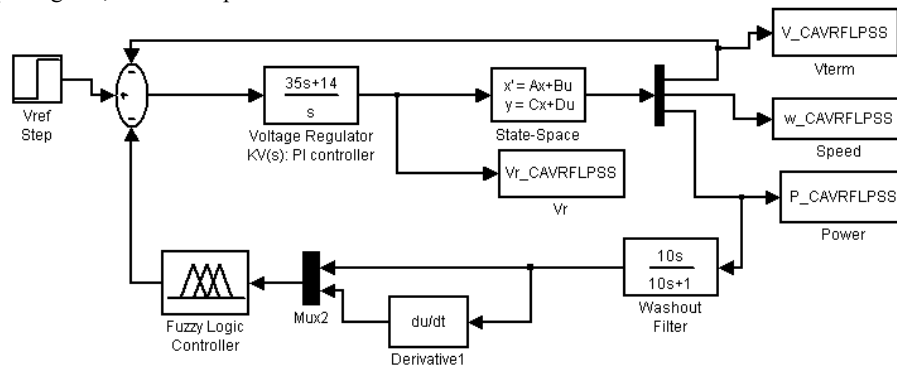 V_CAVRFLPSS
Vterm
Vref
Step
35s+14
s
Voltage Regulator
KV(s): PI controller
x' = Ax+Bu
y = Cx+Du
State-Space
w_CAVRFLPSS
Speed
Vr_CAVRFLPSS
Vr
P_CAVRFLPSS
Power
10s
10s+1
Washout
Filter
du/dt
Derivative1
Mux2
Fuzzy Logic
Controller